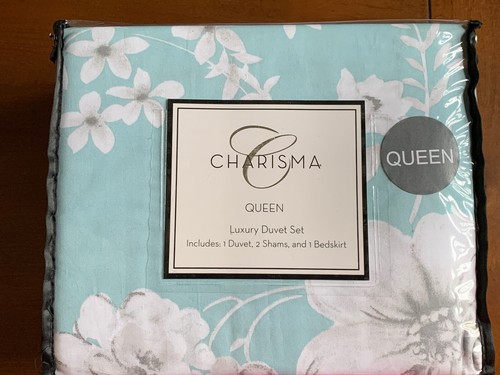 CHARISMA
QUEEN
Luxury Duvet Set
Includes: 1 Duvet, 2 Shams, and 1 Bedskirt
QUEEN